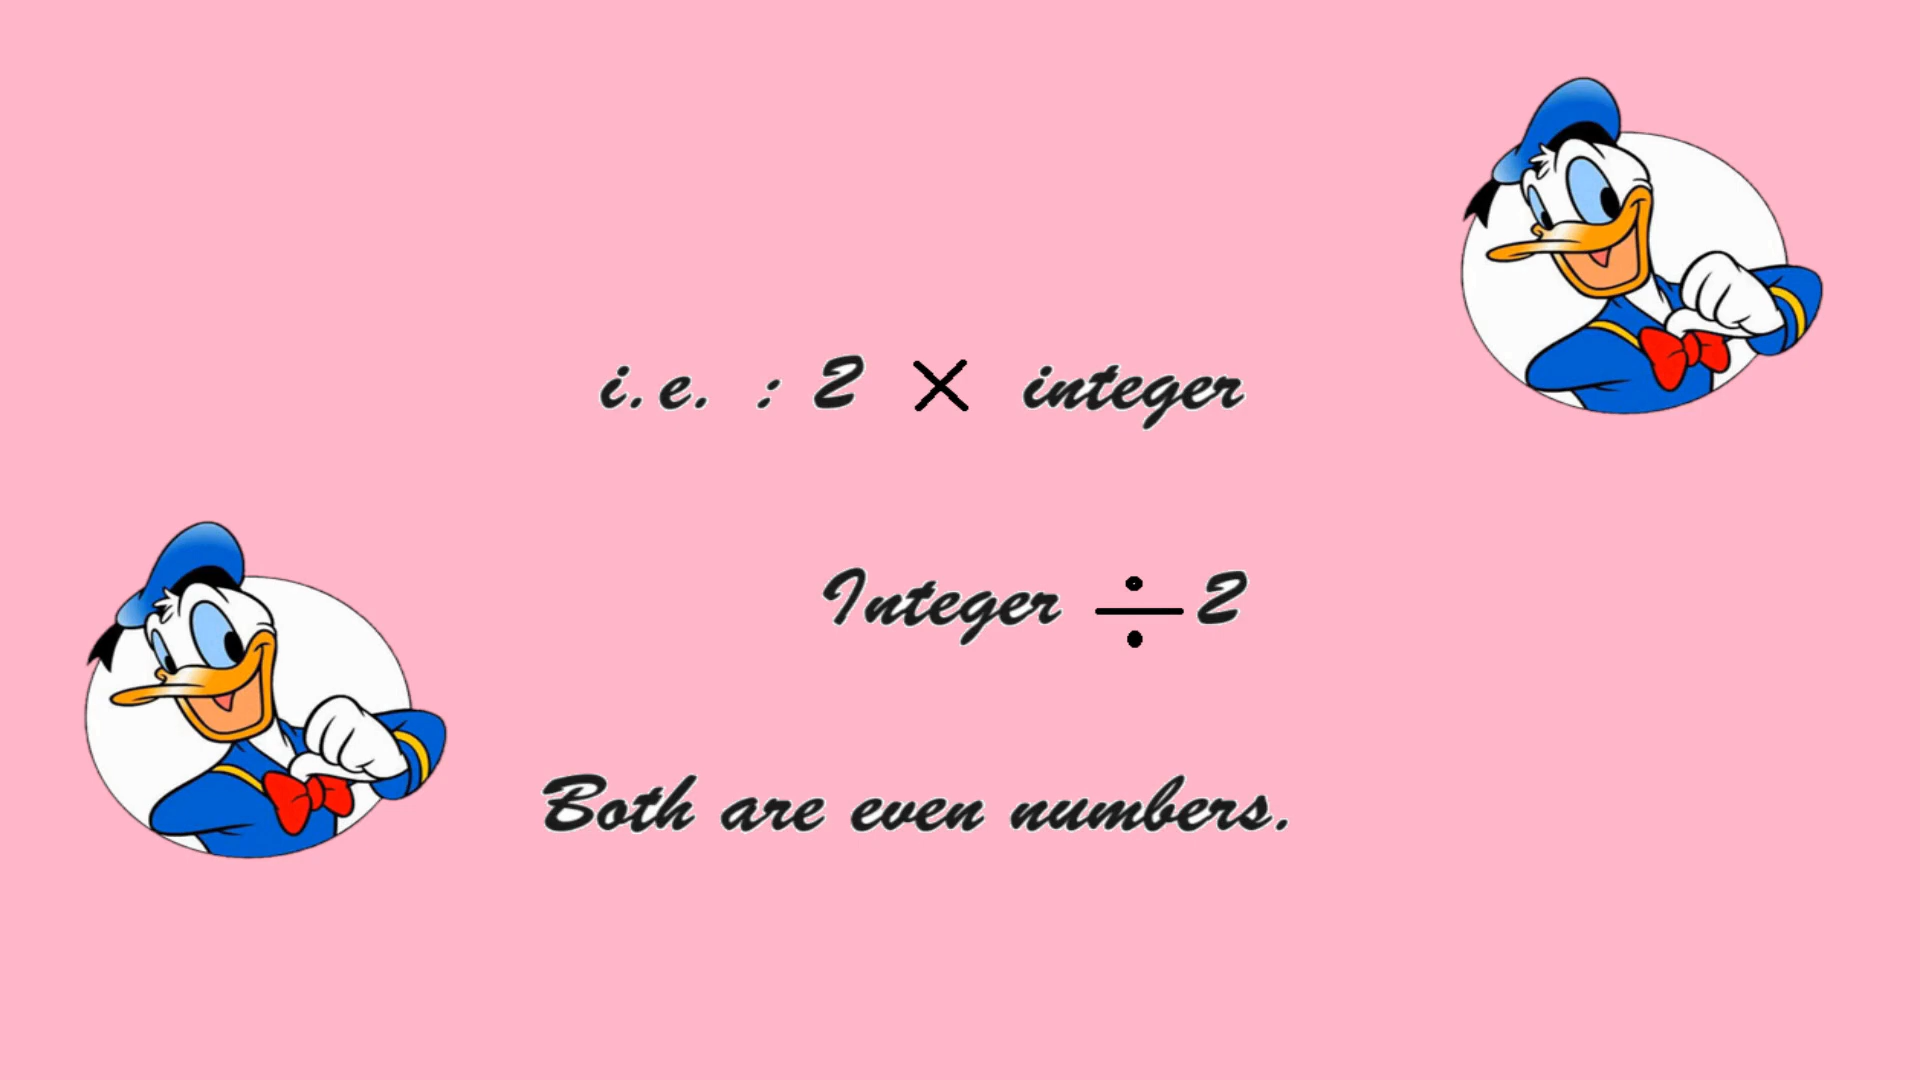 i.e. : 2 × integer
Integer ÷ 2
Both are even numbers.